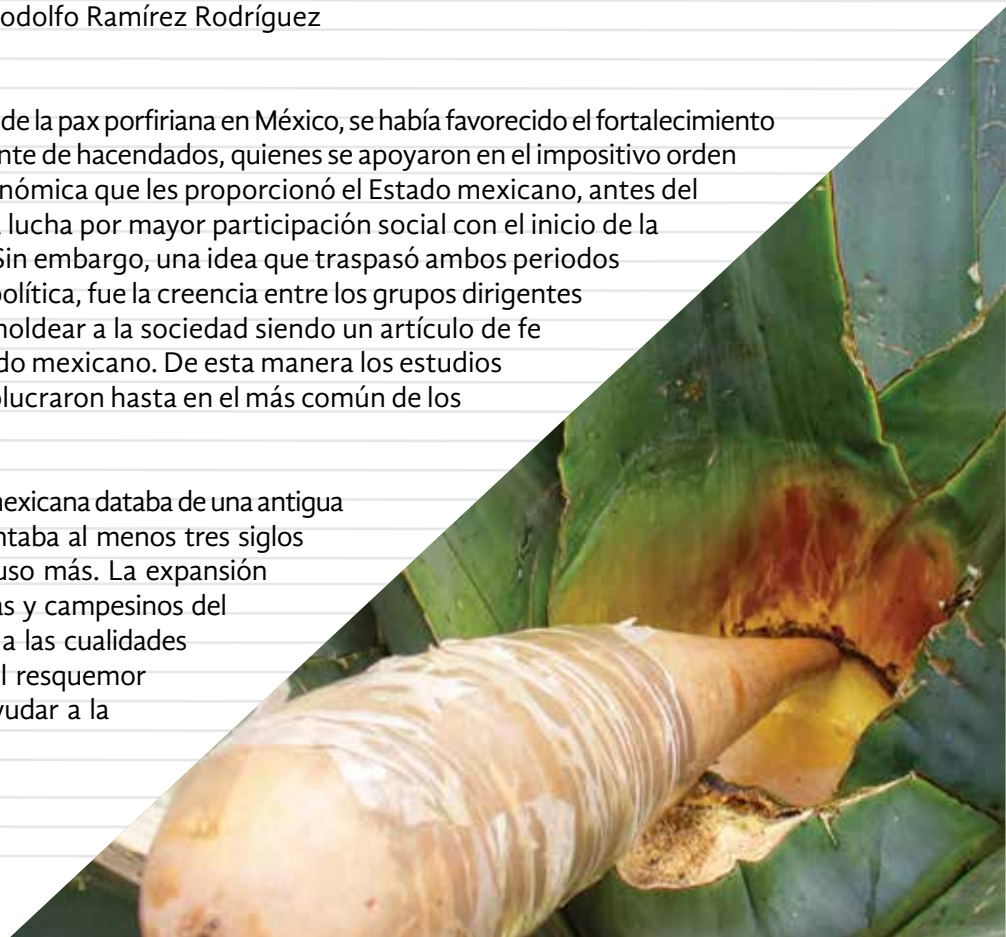 odolfo Ramírez Rodríguez
de la pax porfiriana en México, se había favorecido el fortalecimiento
nte de hacendados, quienes se apoyaron en el impositivo orden
nómica que les proporcionó el Estado mexicano, antes del
lucha por mayor participación social con el inicio de la
Sin embargo, una idea que traspasó ambos periodos
política, fue la creencia entre los grupos dirigentes
moldear a la sociedad siendo un artículo de fe
do mexicano. De esta manera los estudios
olucraron hasta en el más común de los
mexicana databa de una antigua
ntaba al menos tres siglos
uso más. La expansión
as y campesinos del
a las cualidades
l resquemor
yudar a la